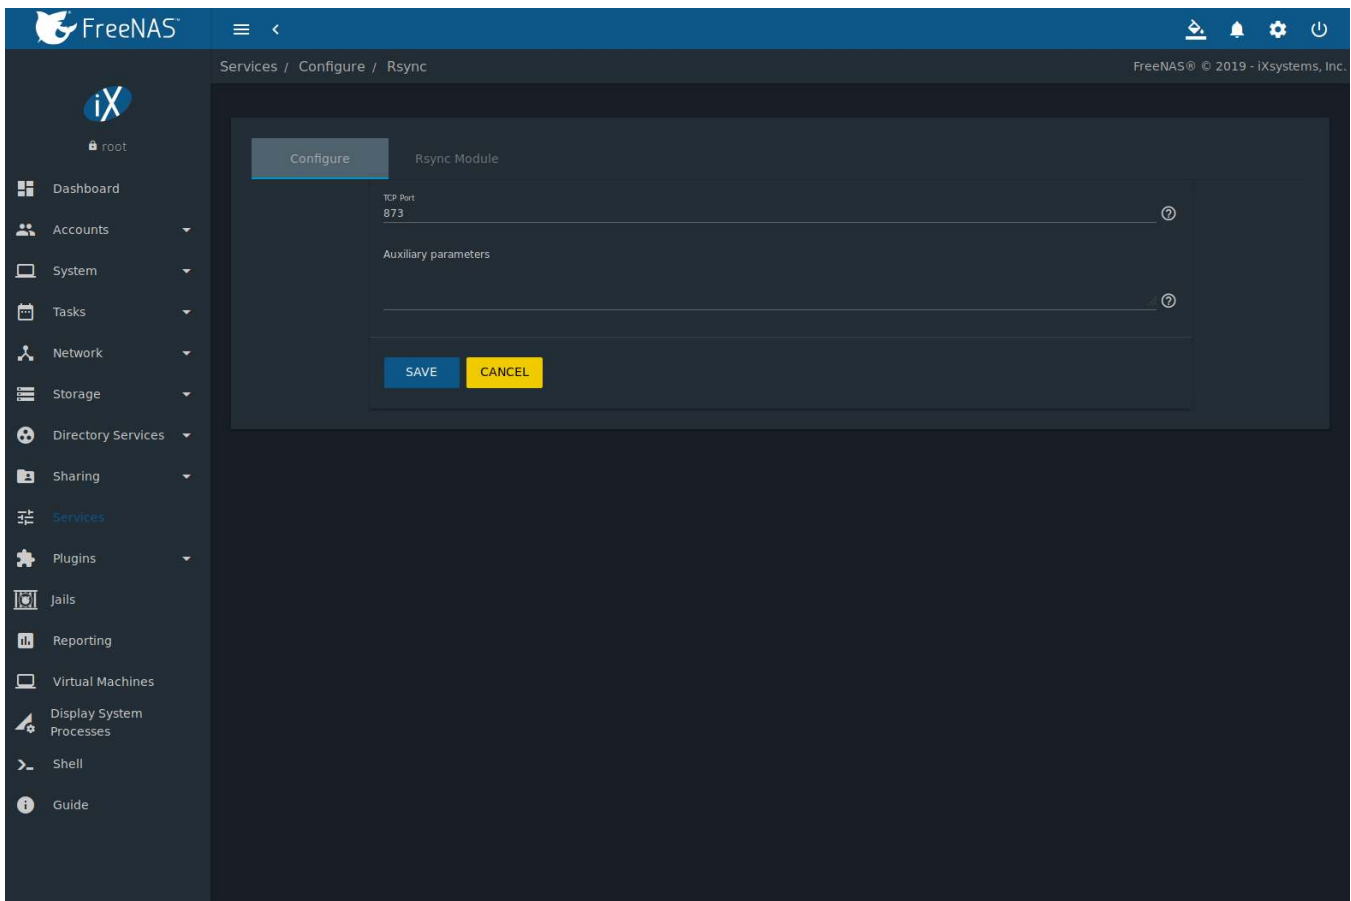 FreeNAS
Services / Configure / Rsync
FreeNAS® © 2019 - iXsystems, Inc.
iX
root
Dashboard
Accounts
System
Tasks
Network
Storage
Directory Services
Sharing
Services
Plugins
Jails
Reporting
Virtual Machines
Display System
Processes
Shell
Guide
Configure
Rsync Module
TCP Port
873
Auxiliary parameters
SAVE
CANCEL